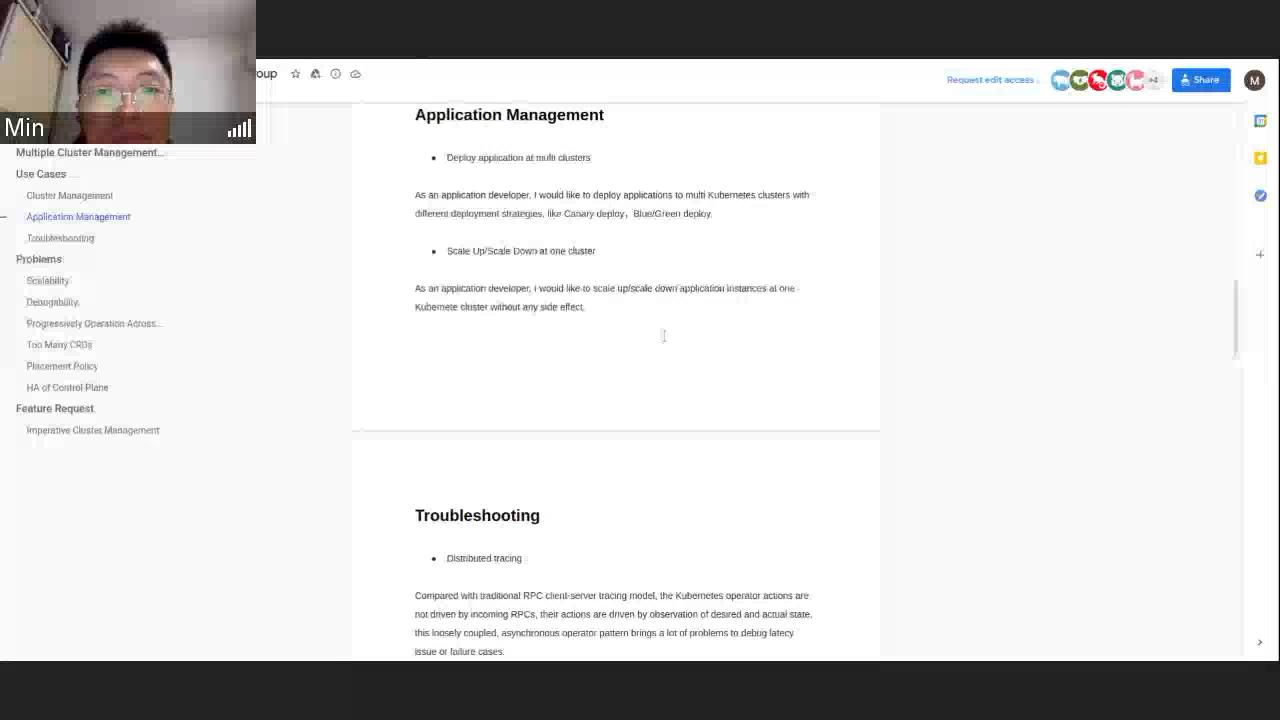 Min
oup
Request edit access
+4
Share
M
Multiple Cluster Management...
Use Cases
Cluster Management
Application Management
Troubleshooting
Problems
Scalability
Debugability
Progressively Operation Across...
Too Many CRDs
Placement Policy
HA of Control Plane
Feature Request
Imperative Cluster Management
Application Management
● Deploy application at multi clusters
As an application developer, I would like to deploy applications to multi Kubernetes clusters with
different deployment strategies, like Canary deploy, Blue/Green deploy.
● Scale Up/Scale Down at one cluster
As an application developer, I would like to scale up/scale down application instances at one
Kubernete cluster without any side effect.
Troubleshooting
● Distributed tracing
Compared with traditional RPC client-server tracing model, the Kubernetes operator actions are
not driven by incoming RPCs, their actions are driven by observation of desired and actual state,
this loosely coupled, asynchronous operator pattern brings a lot of problems to debug latecy
issue or failure cases.